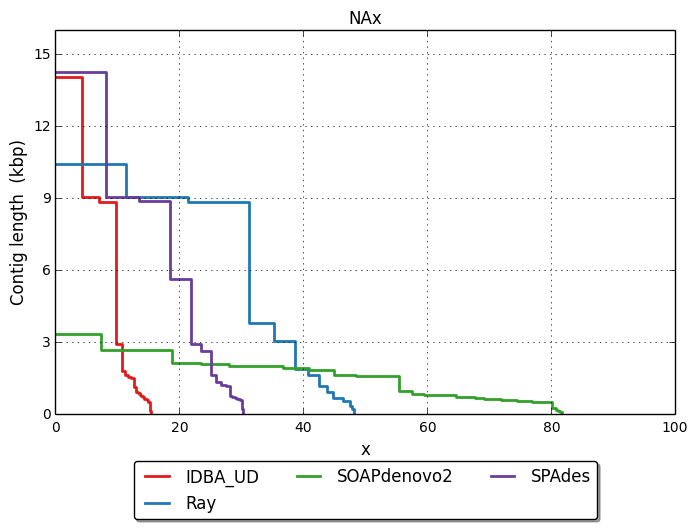 NAx
15
12
9
6
3
0
Contig length (kbp)
0 20 40 60 80 100
x
IDBA_UD SOAPdenovo2 SPAdes
Ray